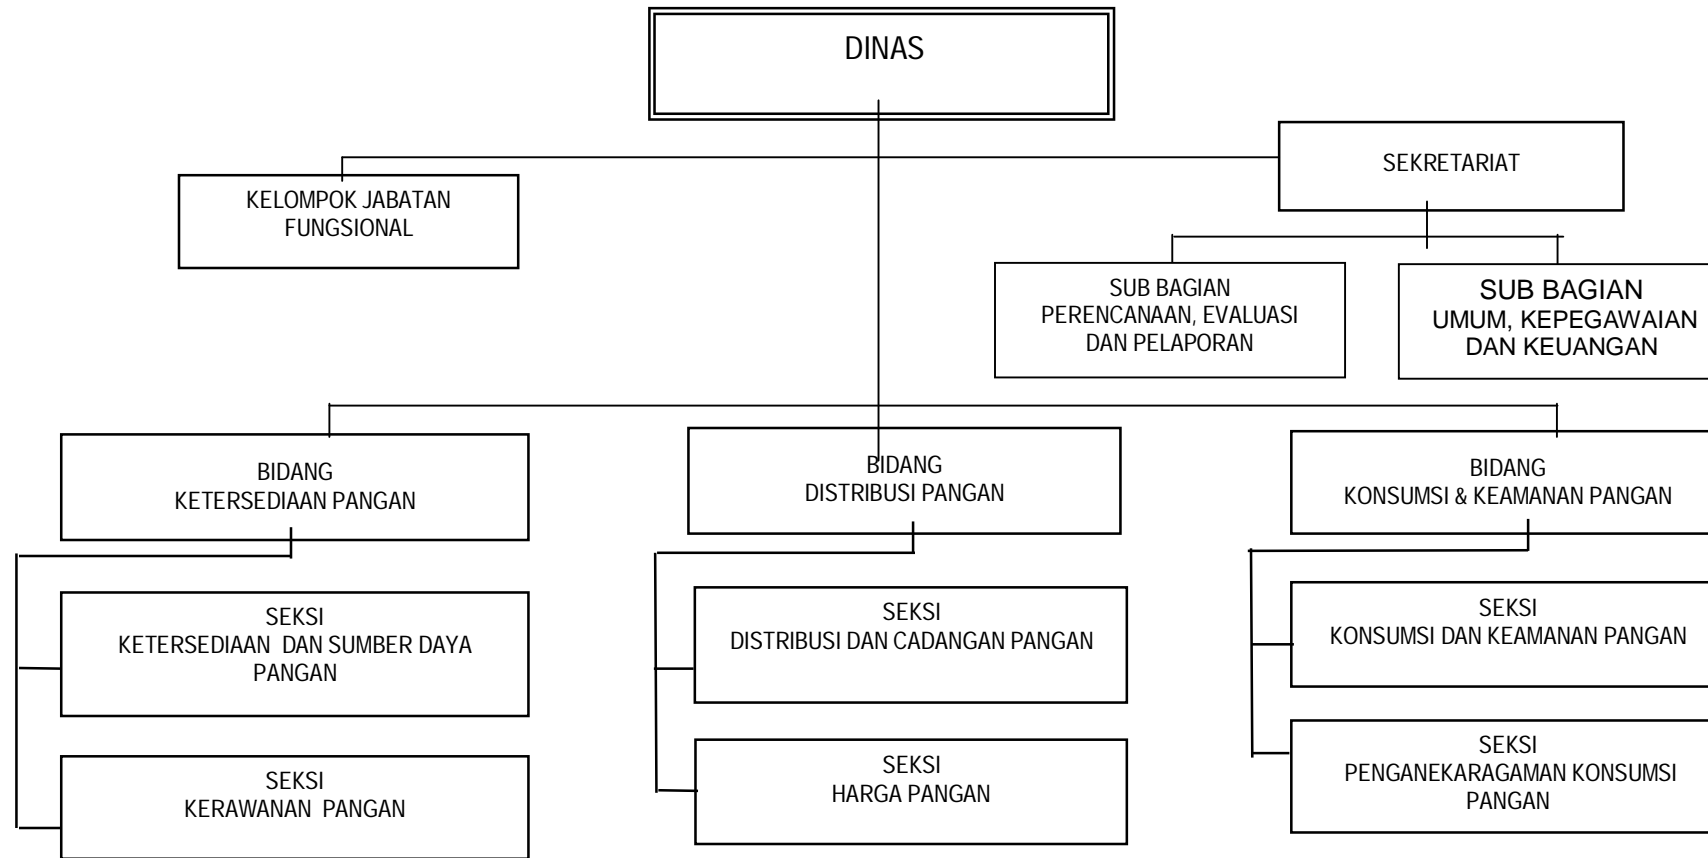 DINAS
SEKRETARIAT
KELOMPOK JABATAN
FUNGSIONAL
SUB BAGIAN
PERENCANAAN, EVALUASI
DAN PELAPORAN
SUB BAGIAN
UMUM, KEPEGAWAIAN
DAN KEUANGAN
BIDANG
KETERSEDIAAN PANGAN
BIDANG
DISTRIBUSI PANGAN
BIDANG
KONSUMSI & KEAMANAN PANGAN
SEKSI
KETERSEDIAAN DAN SUMBER DAYA
PANGAN
SEKSI
DISTRIBUSI DAN CADANGAN PANGAN
SEKSI
KONSUMSI DAN KEAMANAN PANGAN
SEKSI
KERAWANAN PANGAN
SEKSI
HARGA PANGAN
SEKSI
PENGANEKARAGAMAN KONSUMSI
PANGAN